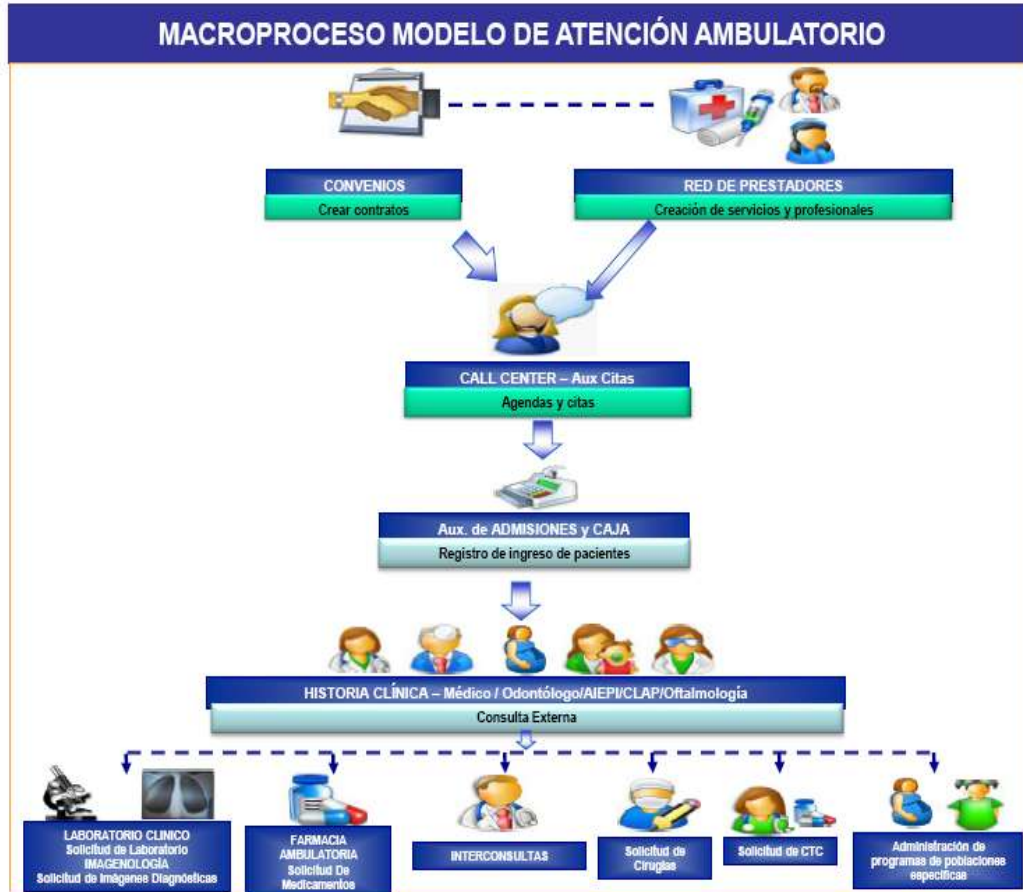 MACROPROCESO MODELO DE ATENCIÓN AMBULATORIO
CONVENIOS
Crear contratos
RED DE PRESTADORES
Creación de servicios y profesionales
CALL CENTER – Aux Citas
Agendas y citas
Aux. de ADMISIONES y CAJA
Registro de ingreso de pacientes
HISTORIA CLÍNICA – Médico / Odontólogo/AIEPI/CLAP/Oftalmología
Consulta Externa
LABORATORIO CLINICO
Solicitud de Laboratorio
IMAGENOLOGÍA
Solicitud de Imágenes Diagnósticas
FARMACIA
AMBULATORIA
Solicitud De
Medicamentos
INTERCONSULTAS
Solicitud de
Cirugías
Solicitud de CTC
Administración de
programas de poblaciones
específicas